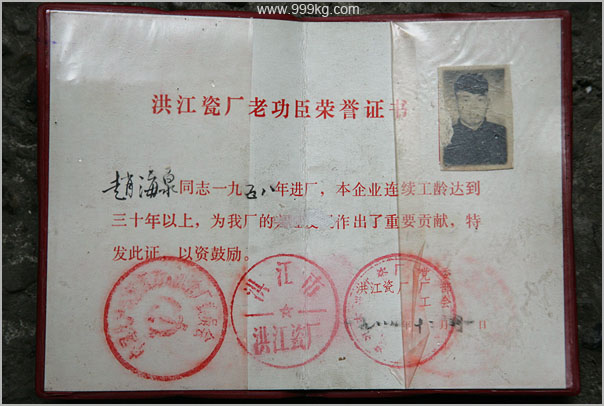 www.999kg.com
洪江瓷厂老功臣荣誉证书
赵海泉同志一九五八年进厂，本企业连续工龄达到
三十年以上，为我厂的作出了重要贡献，特
发此证，以资鼓励。
洪江市
洪江瓷厂
洪江瓷厂
月 日